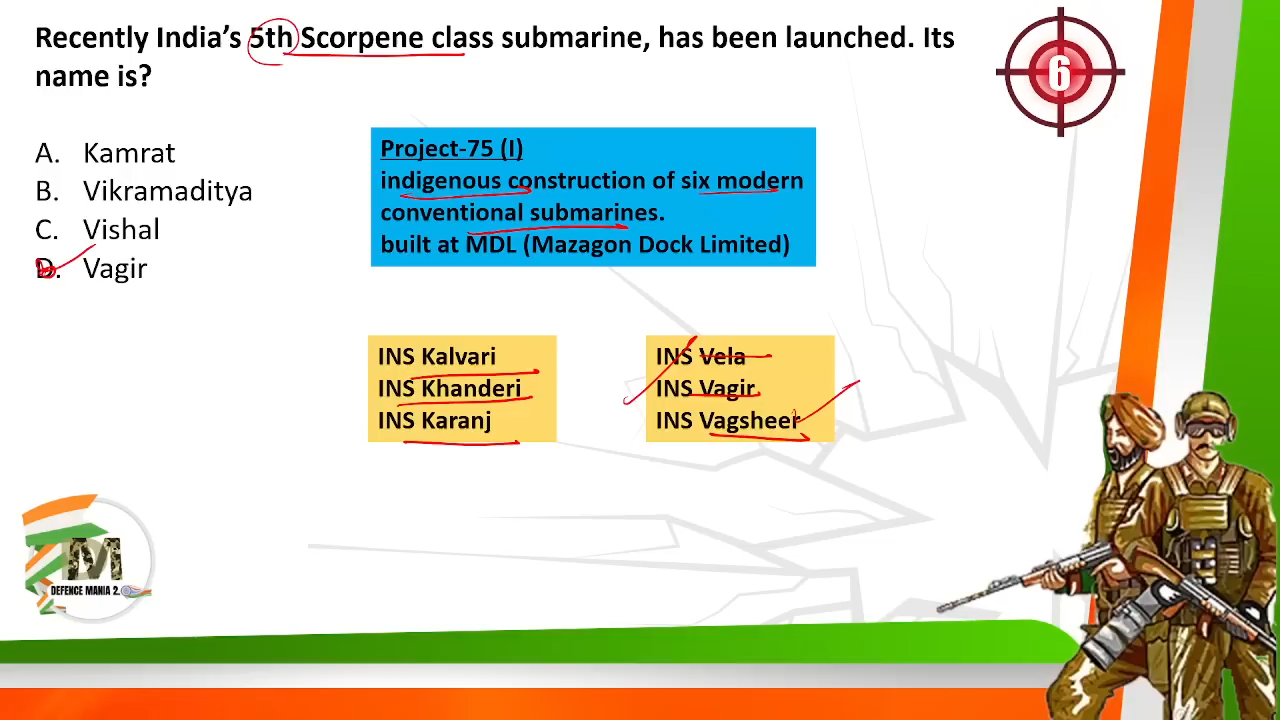 Recently India's 5th Scorpene class submarine, has been launched. Its
name is?
6
A. Kamrat
B. Vikramaditya
C. Vishal
D. Vagir
Project-75 (I)
indigenous construction of six modern
conventional submarines.
built at MDL (Mazagon Dock Limited)
INS Kalvari
INS Khanderi
INS Karanj
INS Vela
INS Vagir
INS Vagsheer
M
DEFENCE MANIA 2.